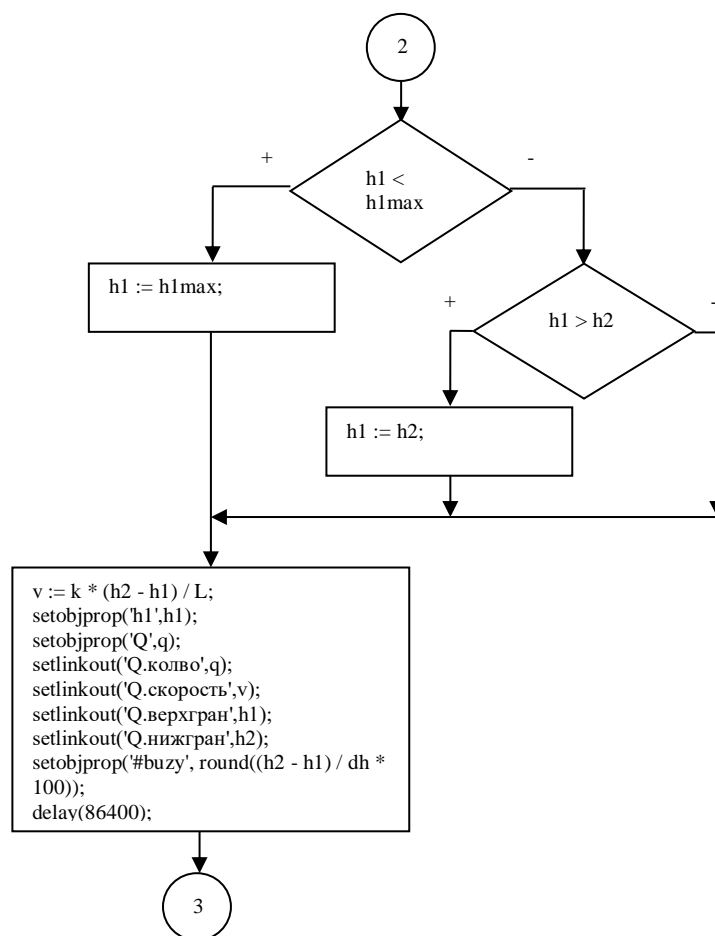 2
+
-
h1 <
h1max
h1 := h1max;
+
-
h1 > h2
h1 := h2;
v := k * (h2 - h1) / L;
setobjprop('h1',h1);
setobjprop('Q',q);
setlinkout('Q.колво',q);
setlinkout('Q.скорость',v);
setlinkout('Q.верхгран',h1);
setlinkout('Q.нижгран',h2);
setobjprop('#buzy', round((h2 - h1) / dh *
100));
delay(86400);
3